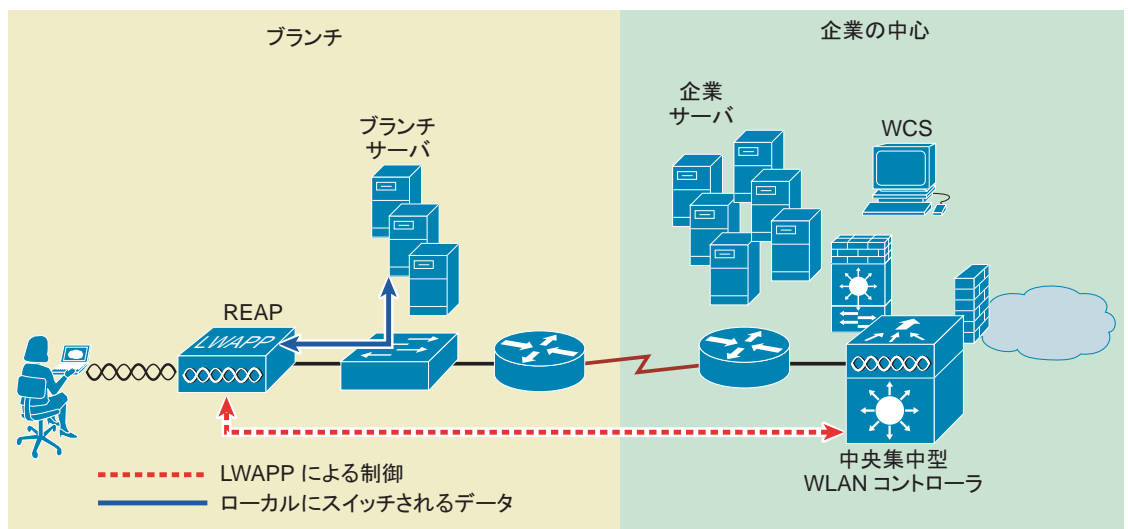 ブランチ
企業の中心
企業
サーバ
WCS
ブランチ
サーバ
REAP
LWAPP
中央集中型
WLAN コントローラ
LWAPP による制御
ローカルにスイッチされるデータ